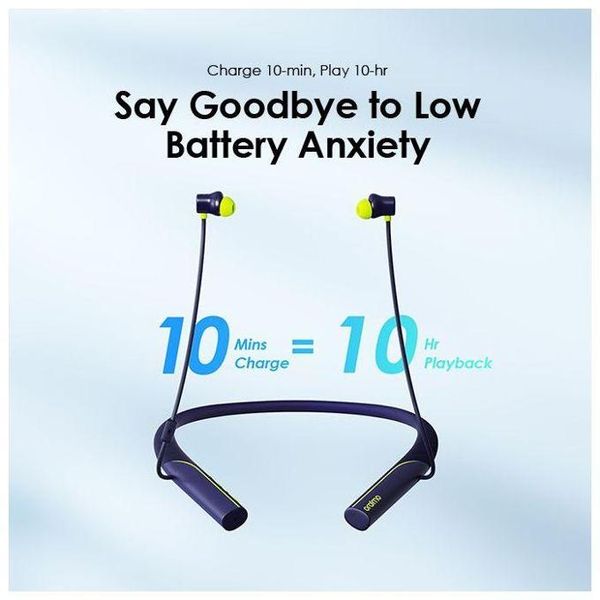 Charge 10-min, Play 10-hr
Say Goodbye to Low
Battery Anxiety
10 Mins Charge = 10 Hr Playback
oraimo